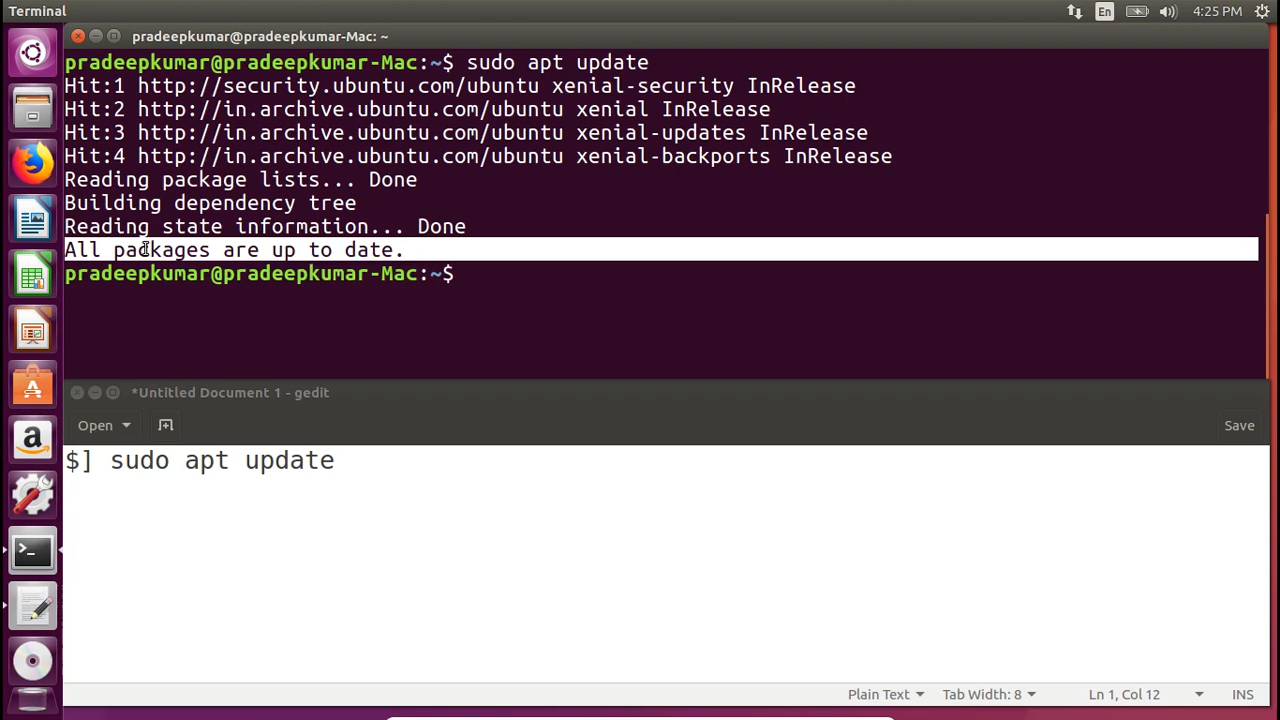 Terminal
En
4:25 PM
pradeepkumar@pradeepkumar-Mac: ~
pradeepkumar@pradeepkumar-Mac:~$ sudo apt update
Hit:1 http://security.ubuntu.com/ubuntu xenial-security InRelease
Hit:2 http://in.archive.ubuntu.com/ubuntu xenial InRelease
Hit:3 http://in.archive.ubuntu.com/ubuntu xenial-updates InRelease
Hit:4 http://in.archive.ubuntu.com/ubuntu xenial-backports InRelease
Reading package lists... Done
Building dependency tree
Reading state information... Done
All packages are up to date.
pradeepkumar@pradeepkumar-Mac:~$
*Untitled Document 1 - gedit
Open
Save
$] sudo apt update
Plain Text
Tab Width: 8
Ln 1, Col 12
INS